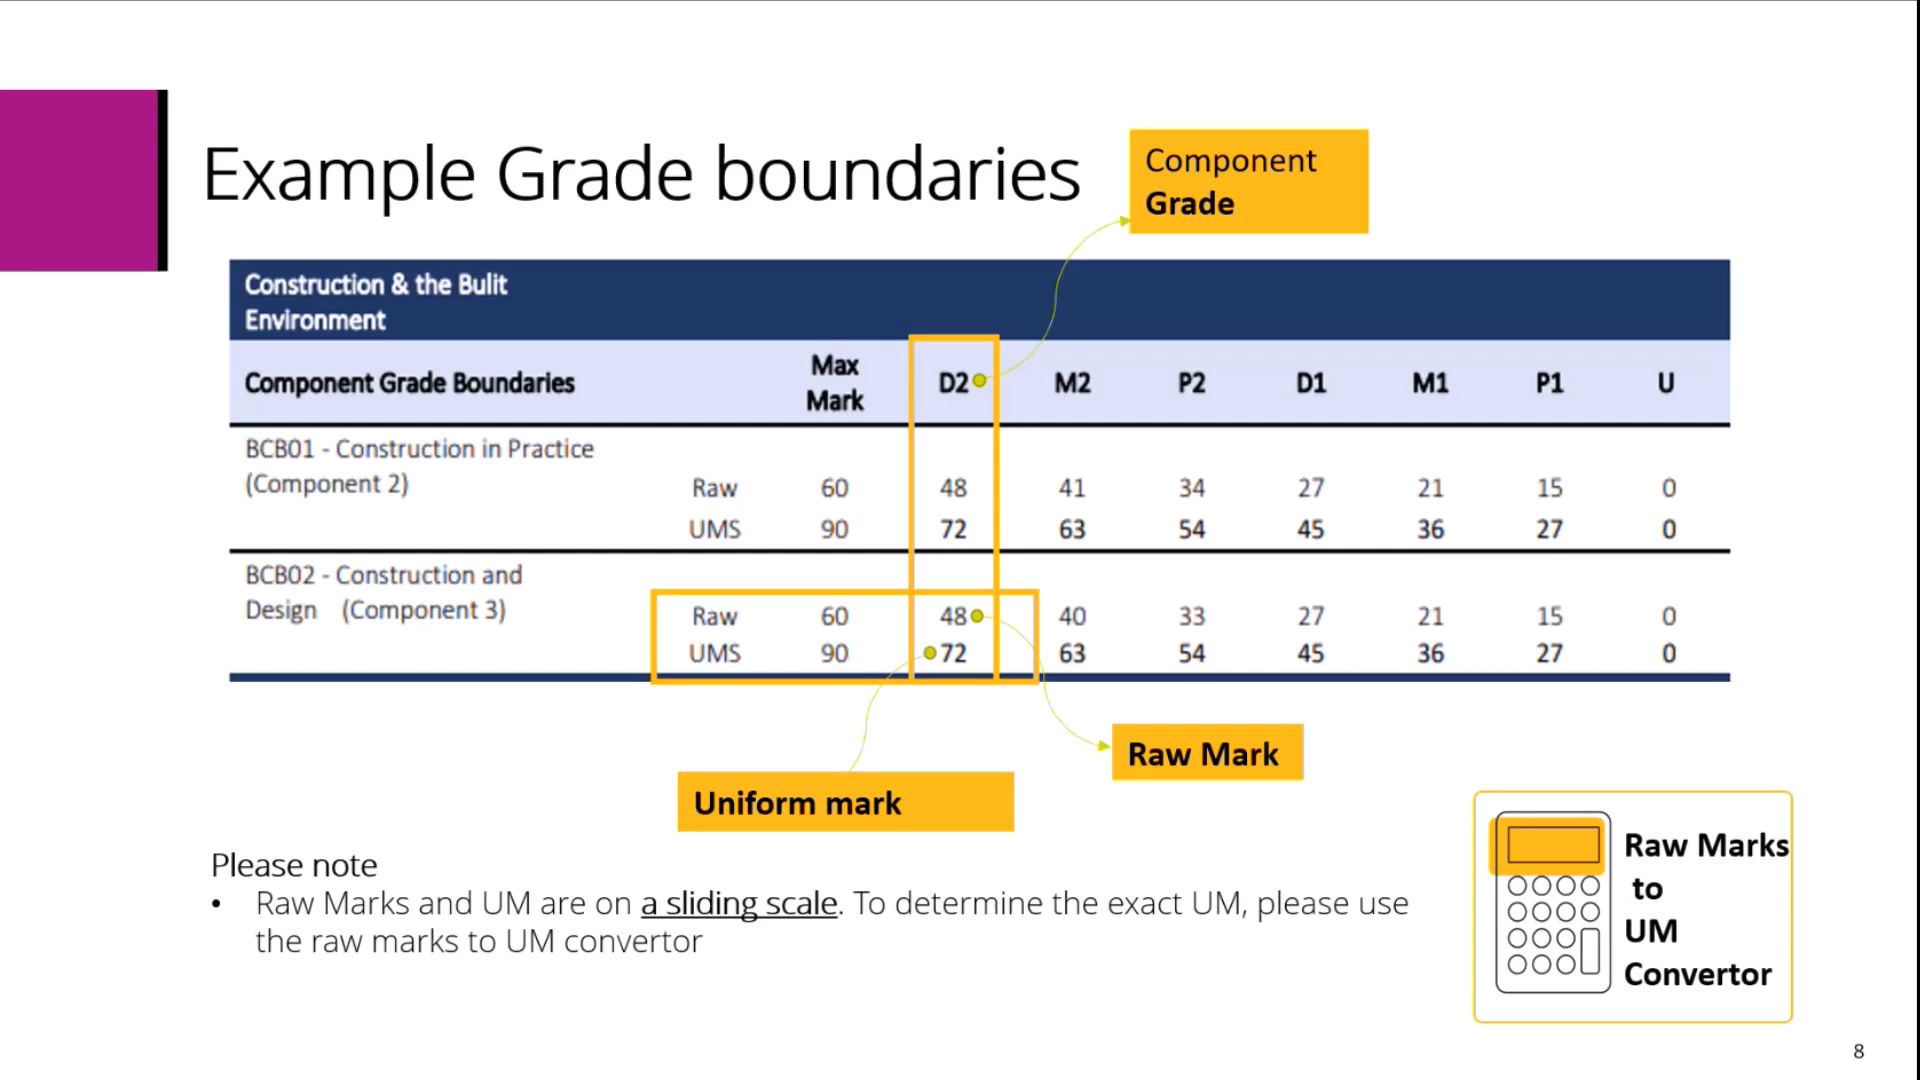 Example Grade boundaries
Component
Grade
Construction & the Bulit
Environment
Component Grade Boundaries Max Mark D2 M2 P2 D1 M1 P1 U
BCB01 - Construction in Practice
(Component 2) Raw 60 48 41 34 27 21 15 0
UMS 90 72 63 54 45 36 27 0
BCB02 - Construction and
Design (Component 3) Raw 60 48 40 33 27 21 15 0
UMS 90 72 63 54 45 36 27 0
Raw Mark
Uniform mark
Please note
• Raw Marks and UM are on a sliding scale. To determine the exact UM, please use
the raw marks to UM convertor
Raw Marks
to
UM
Convertor
8